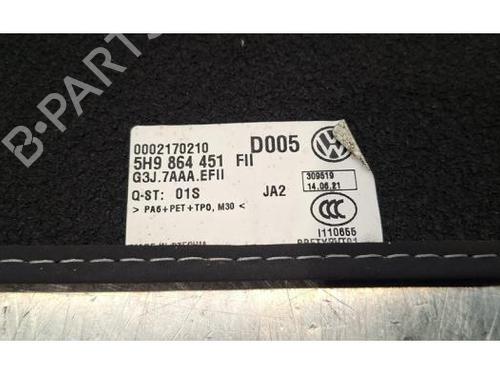 0002170210 D005
5H9 864 451 FII
G3J.7AAA.EFII
Q-ST: 01S JA2
> PA6+PET+TPO, M30 <
309519
14.06.21
CCC
I110655
B-PARTS